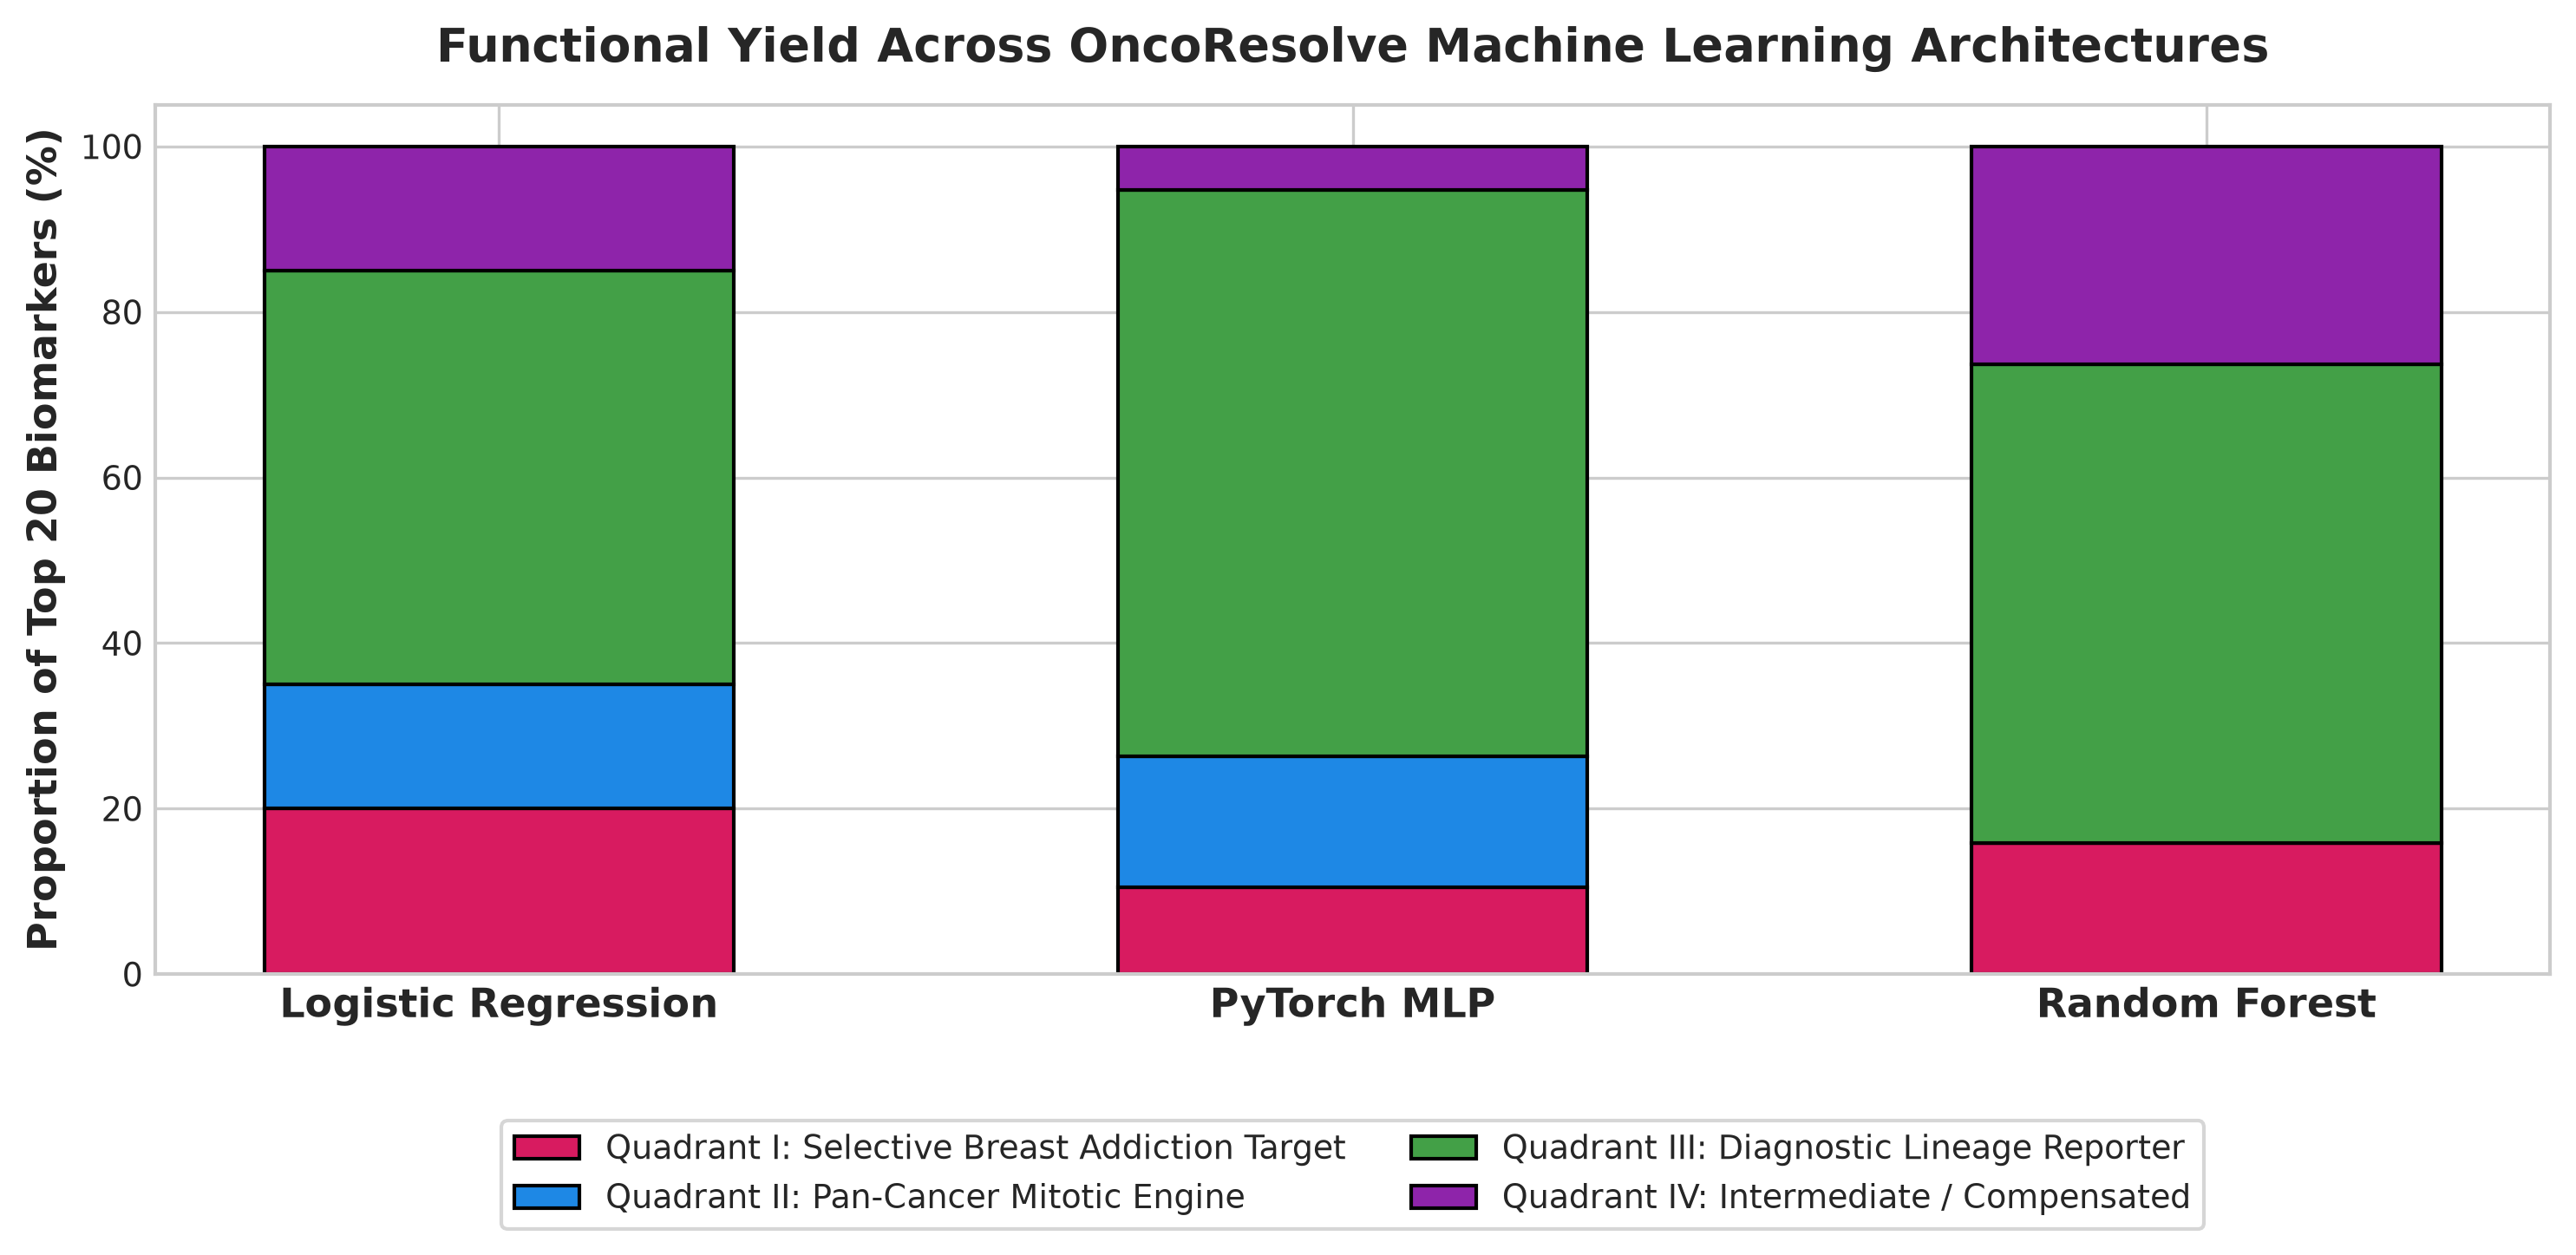 Functional Yield Across OncoResolve Machine Learning Architectures
Proportion of Top 20 Biomarkers (%)
100
80
60
40
20
0
Logistic Regression
PyTorch MLP
Random Forest
Quadrant I: Selective Breast Addiction Target
Quadrant II: Pan-Cancer Mitotic Engine
Quadrant III: Diagnostic Lineage Reporter
Quadrant IV: Intermediate / Compensated